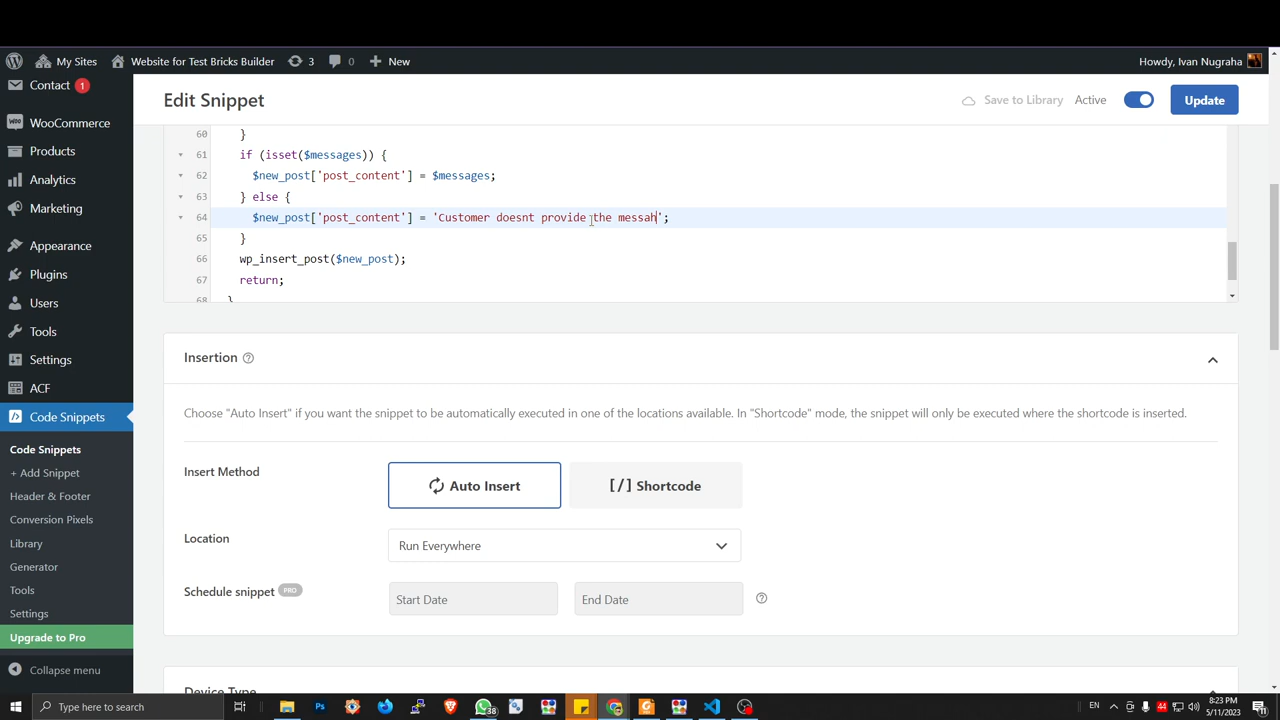 My Sites
Website for Test Bricks Builder
3
0
New
Howdy, Ivan Nugraha
Contact 1
WooCommerce
Products
Analytics
Marketing
Appearance
Plugins
Users
Tools
Settings
ACF
Code Snippets
Code Snippets
+ Add Snippet
Header & Footer
Conversion Pixels
Library
Generator
Tools
Settings
Upgrade to Pro
Collapse menu
Edit Snippet
Save to Library
Active
Update
60 }
61 if (isset($messages)) {
62 $new_post['post_content'] = $messages;
63 } else {
64 $new_post['post_content'] = 'Customer doesnt provide the messah';
65 }
66 wp_insert_post($new_post);
67 return;
68 }
Insertion
Choose "Auto Insert" if you want the snippet to be automatically executed in one of the locations available. In "Shortcode" mode, the snippet will only be executed where the shortcode is inserted.
Insert Method
Auto Insert
[/] Shortcode
Location
Run Everywhere
Schedule snippet PRO
Start Date
End Date
Device Type
Type here to search
38
EN
44
8:23 PM
5/11/2023